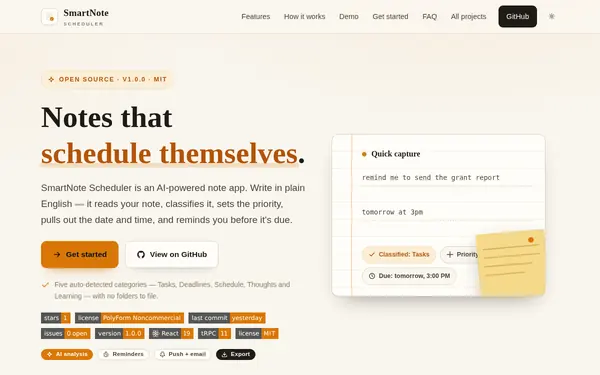 SmartNote
SCHEDULER
Features
How it works
Demo
Get started
FAQ
All projects
GitHub
OPEN SOURCE · V1.0.0 · MIT
Notes that
schedule themselves.
SmartNote Scheduler is an AI-powered note app. Write in plain
English — it reads your note, classifies it, sets the priority,
pulls out the date and time, and reminds you before it's due.
Get started
View on GitHub
Five auto-detected categories — Tasks, Deadlines, Schedule, Thoughts and
Learning — with no folders to file.
stars 1
license PolyForm Noncommercial
last commit yesterday
issues 0 open
version 1.0.0
React 19
tRPC 11
license MIT
AI analysis
Reminders
Push + email
Export
Quick capture
remind me to send the grant report
tomorrow at 3pm
Classified: Tasks
Priority
Due: tomorrow, 3:00 PM